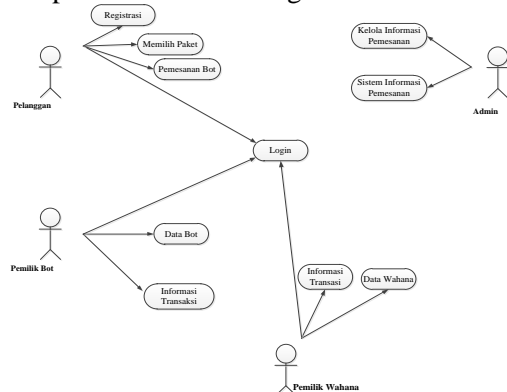 Registrasi
Memilih Paket
Pemesanan Bot
Pelanggan
Kelola Informasi
Pemesanan
Sistem Informasi
Pemesanan
Admin
Login
Data Bot
Informasi
Transaksi
Pemilik Bot
Informasi
Transasi
Data Wahana
Pemilik Wahana